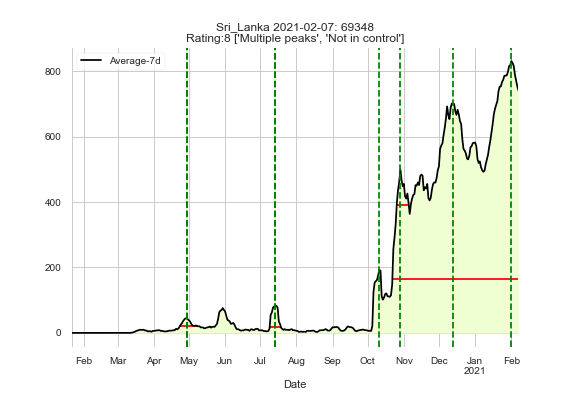 Sri_Lanka 2021-02-07: 69348
Rating:8 ['Multiple peaks', 'Not in control']
Average-7d
800
600
400
200
0
Feb Mar Apr May Jun Jul Aug Sep Oct Nov Dec Jan Feb
2021
Date